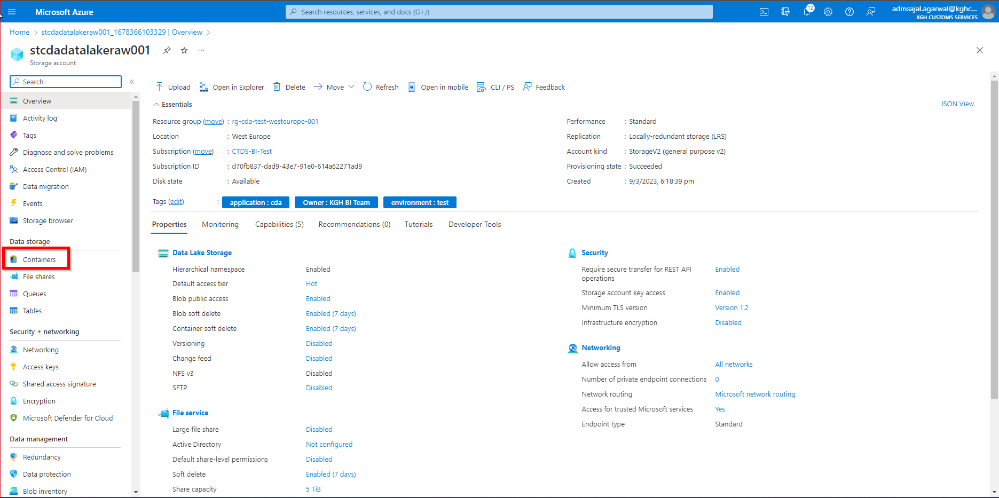 Microsoft Azure
Search resources, services, and docs (G+/)
12
admsajal.agarwal@kghc...
KGH CUSTOMS SERVICES
Home > stcdadatalakeraw001_1678366103329 | Overview >
stcdadatalakeraw001
Storage account
Search
Overview
Activity log
Tags
Diagnose and solve problems
Access Control (IAM)
Data migration
Events
Storage browser
Data storage
Containers
File shares
Queues
Tables
Security + networking
Networking
Access keys
Shared access signature
Encryption
Microsoft Defender for Cloud
Data management
Redundancy
Data protection
Blob inventory
Upload Open in Explorer Delete Move Refresh Open in mobile CLI / PS Feedback
Essentials
JSON View
Resource group (move) : rg-cda-test-westeurope-001
Location : West Europe
Subscription (move) : CTDS-BI-Test
Subscription ID : d70fb837-dad9-43e7-91e0-614a62271ad9
Disk state : Available
Performance : Standard
Replication : Locally-redundant storage (LRS)
Account kind : StorageV2 (general purpose v2)
Provisioning state : Succeeded
Created : 9/3/2023, 6:18:39 pm
Tags (edit) : application : cda Owner : KGH BI Team environment : test
Properties Monitoring Capabilities (5) Recommendations (0) Tutorials Developer Tools
Data Lake Storage
Hierarchical namespace Enabled
Default access tier Hot
Blob public access Enabled
Blob soft delete Enabled (7 days)
Container soft delete Enabled (7 days)
Versioning Disabled
Change feed Disabled
NFS v3 Disabled
SFTP Disabled
File service
Large file share Disabled
Active Directory Not configured
Default share-level permissions Disabled
Soft delete Enabled (7 days)
Share capacity 5 TiB
Security
Require secure transfer for REST API Enabled
operations
Storage account key access Enabled
Minimum TLS version Version 1.2
Infrastructure encryption Disabled
Networking
Allow access from All networks
Number of private endpoint connections 0
Network routing Microsoft network routing
Access for trusted Microsoft services Yes
Endpoint type Standard